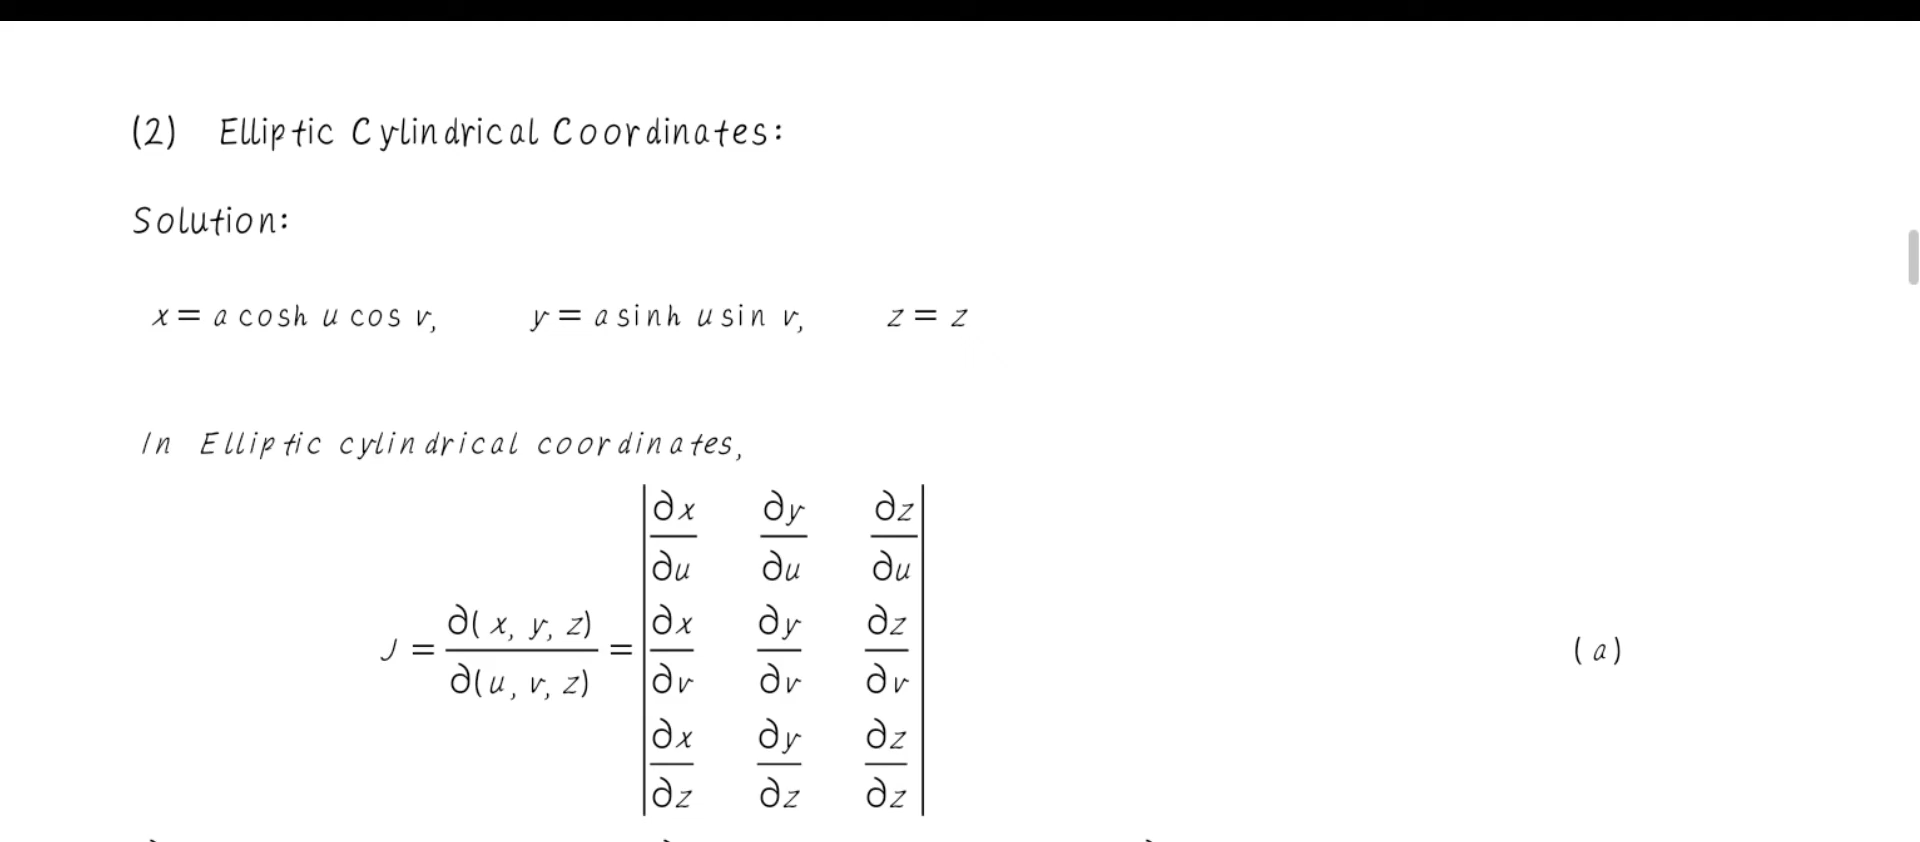 (2) Elliptic Cylindrical Coordinates:
Solution:
x = a cosh u cos v, y = a sinh u sin v, z = z
In Elliptic cylindrical coordinates,
J = ∂(x, y, z)/∂(u, v, z) = | ∂x/∂u ∂y/∂u ∂z/∂u |
| ∂x/∂v ∂y/∂v ∂z/∂v |
| ∂x/∂z ∂y/∂z ∂z/∂z | (a)